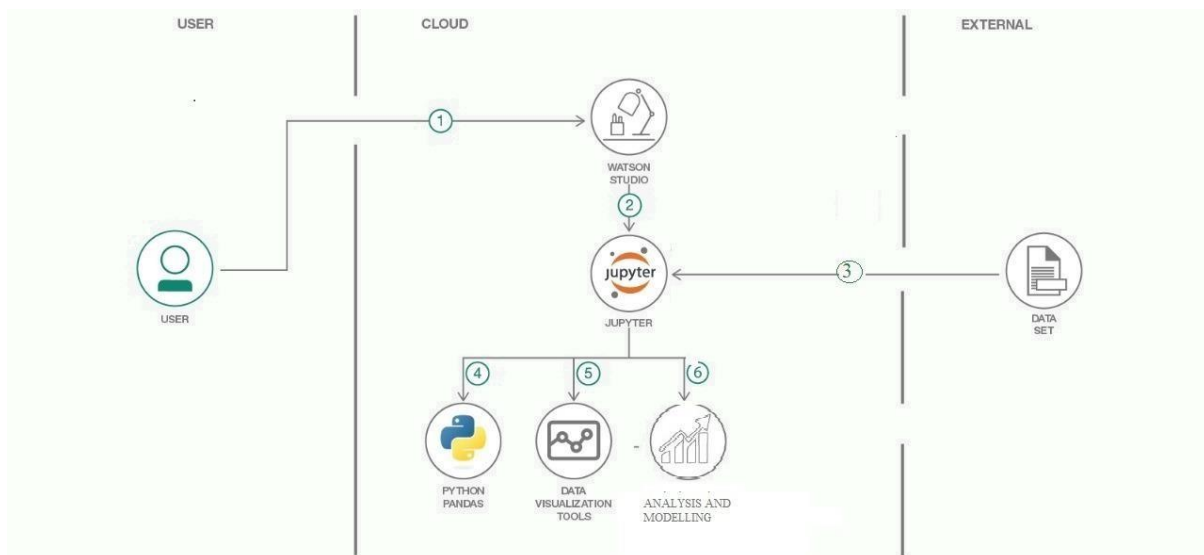 USER
CLOUD
EXTERNAL
1
WATSON
STUDIO
2
jupyter
JUPYTER
3
USER
DATA
SET
4
5
6
PYTHON
PANDAS
DATA
VISUALIZATION
TOOLS
ANALYSIS AND
MODELLING